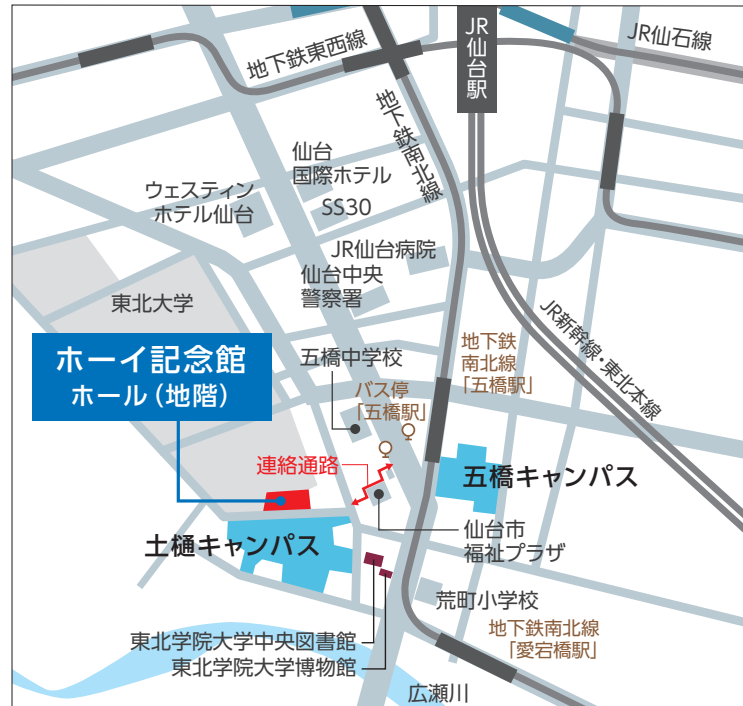 JR仙台駅
JR仙石線
地下鉄東西線
地下鉄南北線
仙台
国際ホテル
ウェスティン
ホテル仙台
SS30
JR仙台病院
仙台中央
警察署
東北大学
JR新幹線・東北本線
地下鉄
南北線
「五橋駅」
ホーイ記念館
ホール（地階）
五橋中学校
バス停
「五橋駅」
連絡通路
五橋キャンパス
土樋キャンパス
仙台市
福祉プラザ
荒町小学校
地下鉄南北線
「愛宕橋駅」
東北学院大学中央図書館
東北学院大学博物館
広瀬川